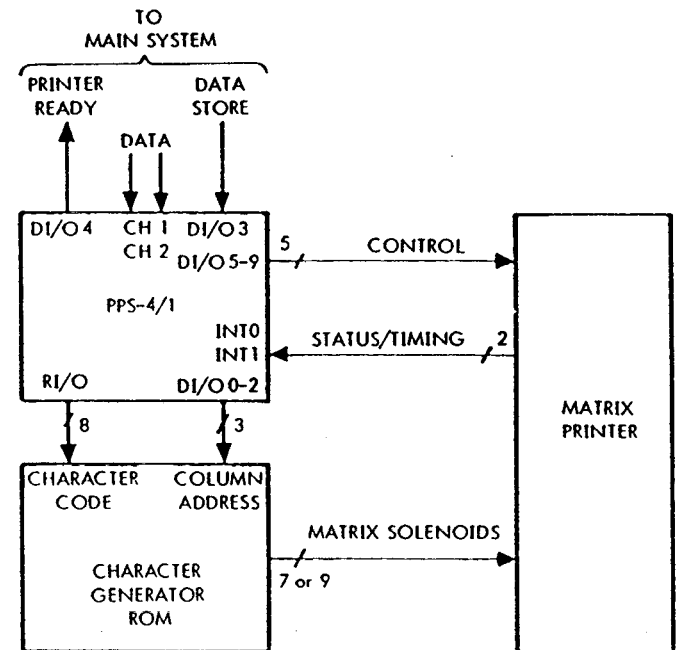 TO
MAIN SYSTEM
PRINTER
READY
DATA
STORE
DATA
DI/O 4
CH 1
CH 2
DI/O 3
DI/O 5-9
PPS-4/1
INT0
INT1
RI/O
DI/O 0-2
5
CONTROL
STATUS/TIMING
2
MATRIX
PRINTER
8
3
CHARACTER
CODE
COLUMN
ADDRESS
CHARACTER
GENERATOR
ROM
MATRIX SOLENOIDS
7 or 9